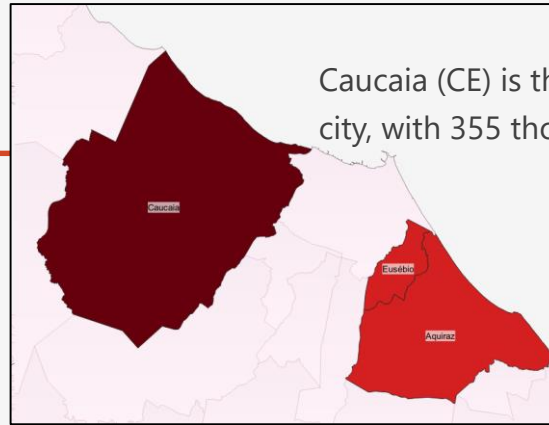 Caucaia (CE) is th
city, with 355 tho
Caucaia
Eusébio
Aquiraz